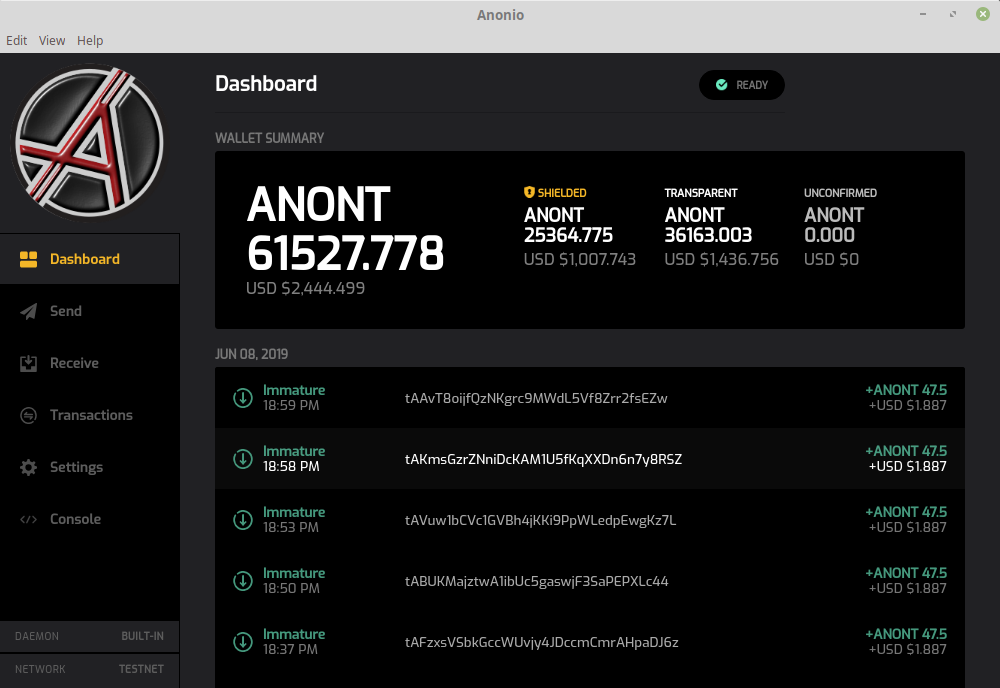 Anonio
Edit View Help
Dashboard
READY
WALLET SUMMARY
ANONT
61527.778
USD $2,444.499
SHIELDED
ANONT
25364.775
USD $1,007.743
TRANSPARENT
ANONT
36163.003
USD $1,436.756
UNCONFIRMED
ANONT
0.000
USD $0
Dashboard
Send
Receive
Transactions
Settings
Console
DAEMON BUILT-IN
NETWORK TESTNET
JUN 08, 2019
Immature
18:59 PM
tAAvT8oijfQzNKgrc9MWdL5Vf8Zrr2fsEZw
+ANONT 47.5
+USD $1.887
Immature
18:58 PM
tAKmsGzrZNniDcKAM1U5fKqXXDn6n7y8RSZ
+ANONT 47.5
+USD $1.887
Immature
18:53 PM
tAVuw1bCVc1GVBh4jKKi9PpWLedpEwgKz7L
+ANONT 47.5
+USD $1.887
Immature
18:50 PM
tABUKMajztwA1ibUc5gaswjF3SaPEPXLc44
+ANONT 47.5
+USD $1.887
Immature
18:37 PM
tAFzxsVSbkGccWUvjy4JDccmCmrAHpaDJ6z
+ANONT 47.5
+USD $1.887